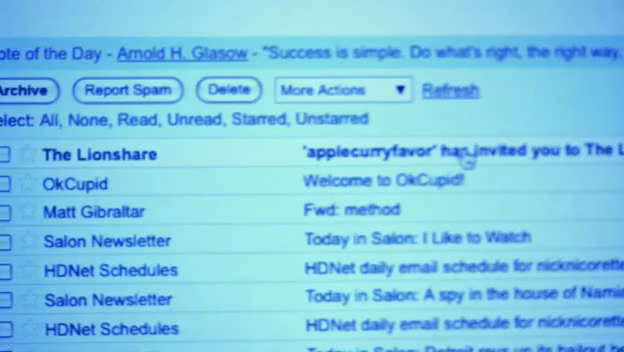 ote of the Day - Arnold H. Glasow - "Success is simple. Do what's right, the right way,
Archive Report Spam Delete More Actions Refresh
elect: All, None, Read, Unread, Starred, Unstarred
The Lionshare 'applecurryfavor' has invited you to The L
OkCupid Welcome to OkCupid!
Matt Gibraltar Fwd: method
Salon Newsletter Today in Salon: I Like to Watch
HDNet Schedules HDNet daily email schedule for nicknicorette
Salon Newsletter Today in Salon: A spy in the house of Nami
HDNet Schedules HDNet daily email schedule for nicknicorette